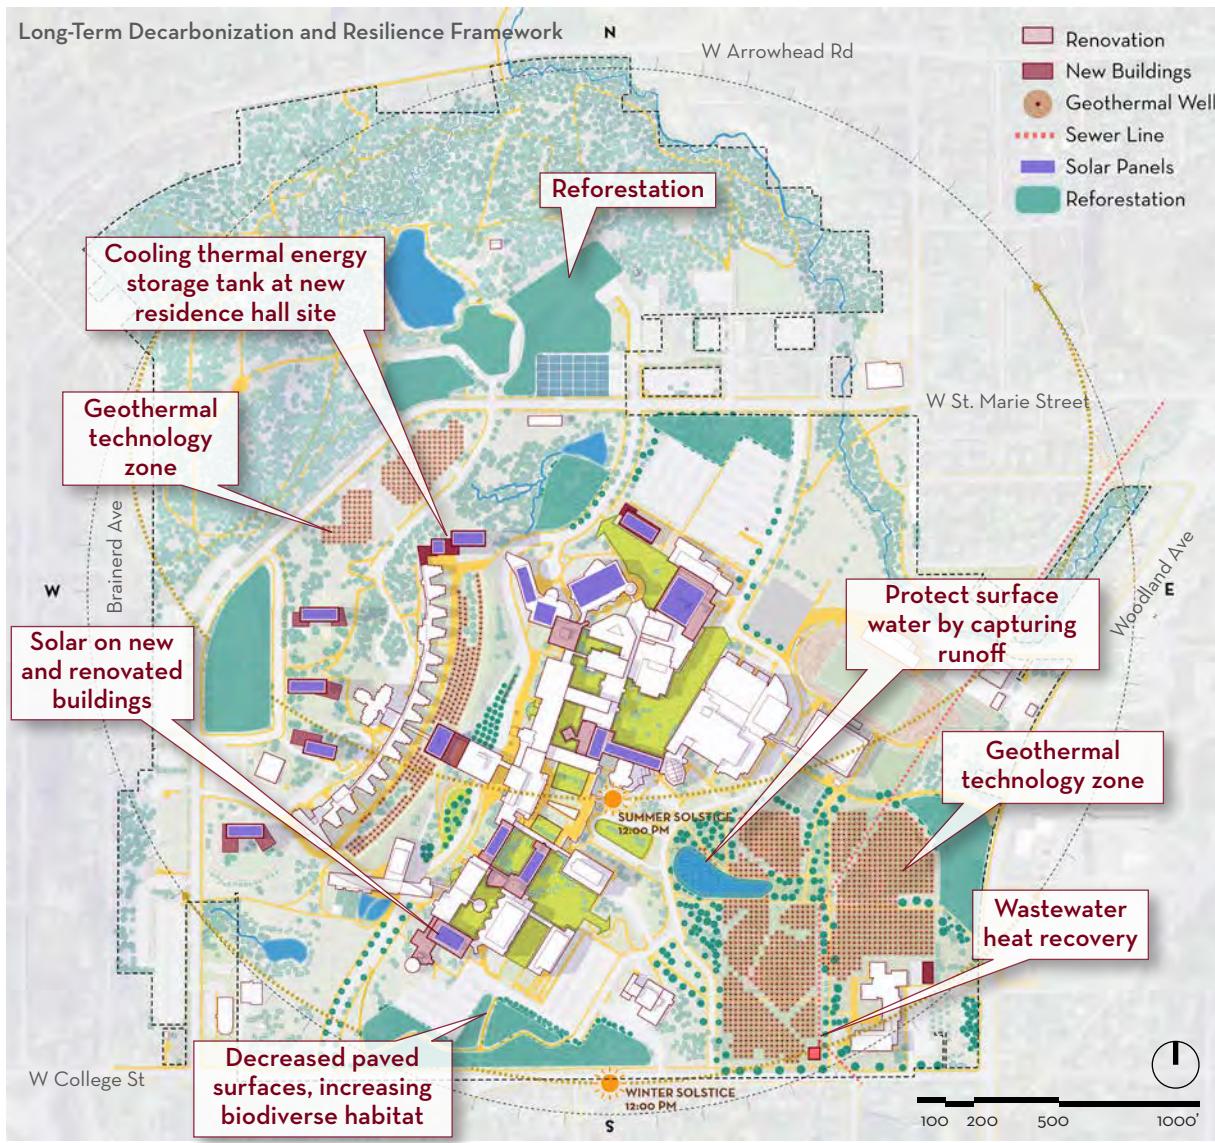 Long-Term Decarbonization and Resilience Framework
N
W Arrowhead Rd
Renovation
New Buildings
Geothermal Well
Sewer Line
Solar Panels
Reforestation
Reforestation
Cooling thermal energy
storage tank at new
residence hall site
Geothermal
technology
zone
W St. Marie Street
Brainerd Ave
W
Woodland Ave
E
Protect surface
water by capturing
runoff
Solar on new
and renovated
buildings
Geothermal
technology zone
SUMMER SOLSTICE
12:00 PM
Wastewater
heat recovery
Decreased paved
surfaces, increasing
biodiverse habitat
W College St
WINTER SOLSTICE
12:00 PM
S
100 200 500 1000'